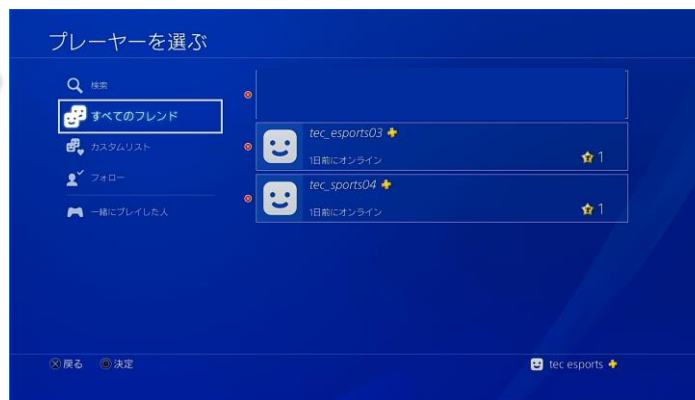 プレーヤーを選ぶ
検索
すべてのフレンド
カスタムリスト
フォロー
一緒にプレイした人
tec_esports03
1日前にオンライン
1
tec_sports04
1日前にオンライン
1
戻る 決定
tec esports